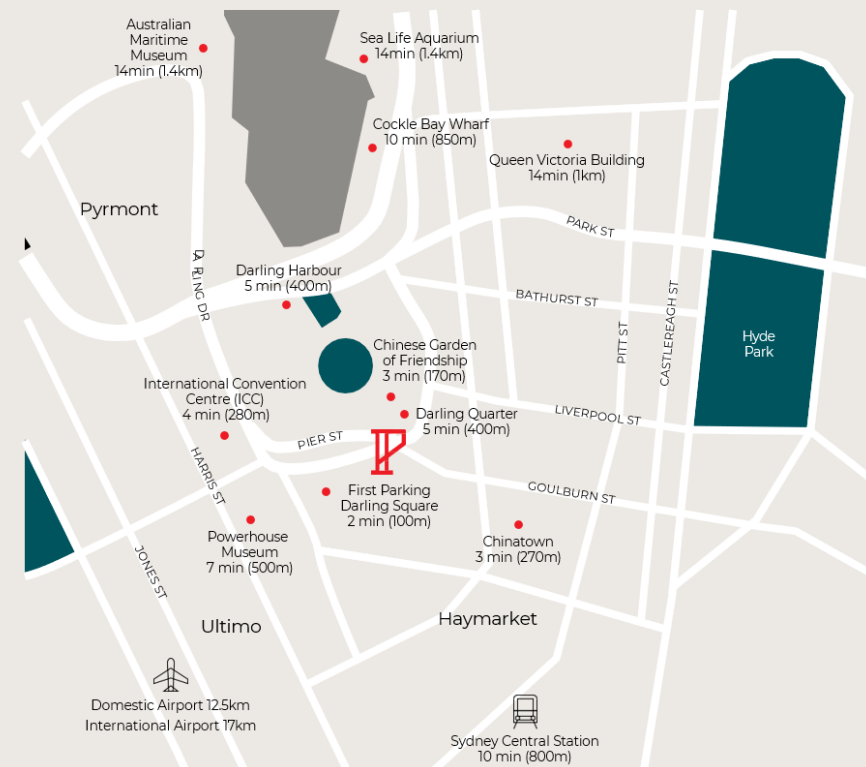 Australian
Maritime
Museum
14min (1.4km)
Sea Life Aquarium
14min (1.4km)
Cockle Bay Wharf
10 min (850m)
Queen Victoria Building
14min (1km)
Pyrmont
PARK ST
DARLING DR
Darling Harbour
5 min (400m)
BATHURST ST
PITT ST
CASTLEREAGH ST
Hyde
Park
Chinese Garden
of Friendship
3 min (170m)
International Convention
Centre (ICC)
4 min (280m)
Darling Quarter
5 min (400m)
LIVERPOOL ST
PIER ST
HARRIS ST
First Parking
Darling Square
2 min (100m)
GOULBURN ST
Powerhouse
Museum
7 min (500m)
Chinatown
3 min (270m)
JONES ST
Ultimo
Haymarket
Domestic Airport 12.5km
International Airport 17km
Sydney Central Station
10 min (800m)